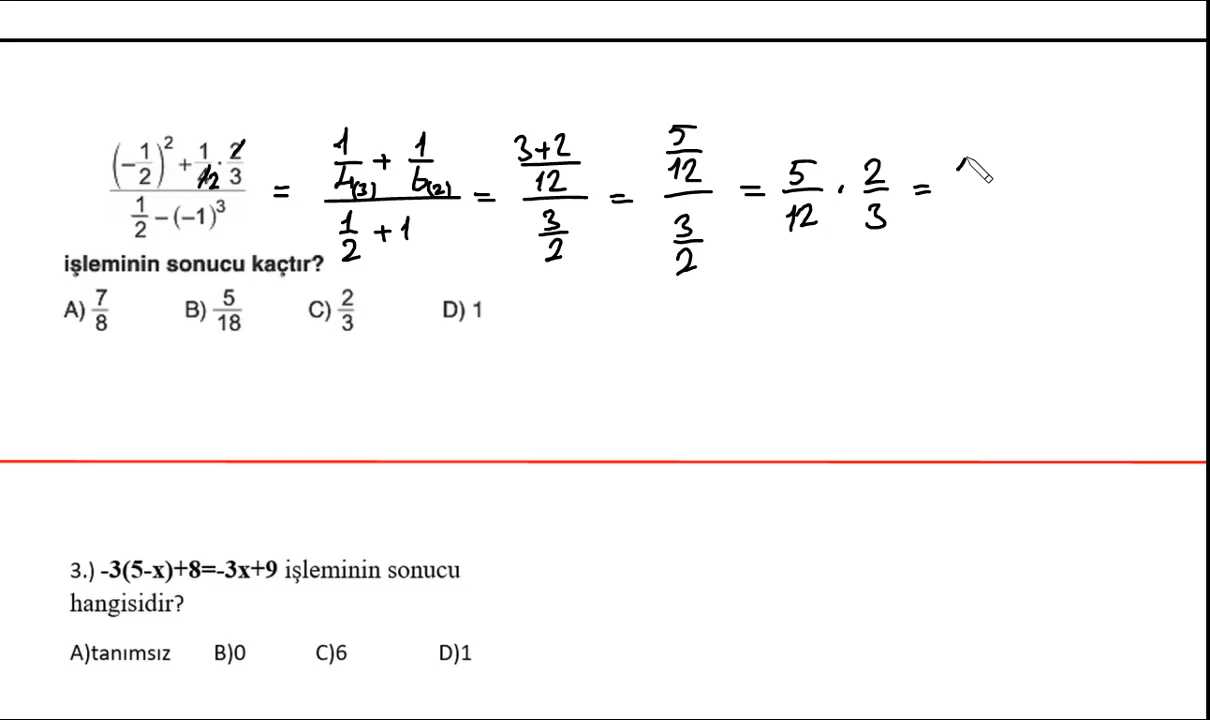 ((-1/2)² + 1/12 · 2/3) / (1/2 - (-1)³) = (1/4(3) + 1/6(2)) / (1/2 + 1) = ((3+2)/12) / (3/2) = (5/12) / (3/2) = 5/12 · 2/3 =
işleminin sonucu kaçtır?
A) 7/8 B) 5/18 C) 2/3 D) 1
3.) -3(5-x)+8=-3x+9 işleminin sonucu
hangisidir?
A)tanımsız B)0 C)6 D)1